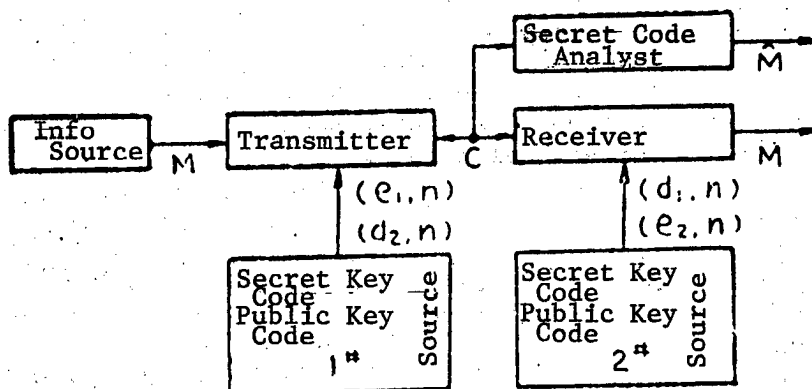 Secret Code
Analyst
M̂
Info
Source
M
Transmitter
C
Receiver
M
(e₁, n)
(d₂, n)
(d₁, n)
(e₂, n)
Secret Key
Code
Public Key
Code
1#
Source
Secret Key
Code
Public Key
Code
2#
Source